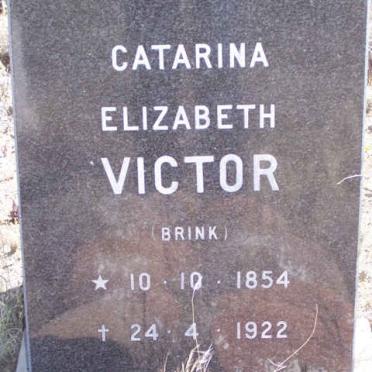 CATARINA
ELIZABETH
VICTOR
(BRINK)
★ 10 · 10 · 1854
✝ 24 · 4 · 1922